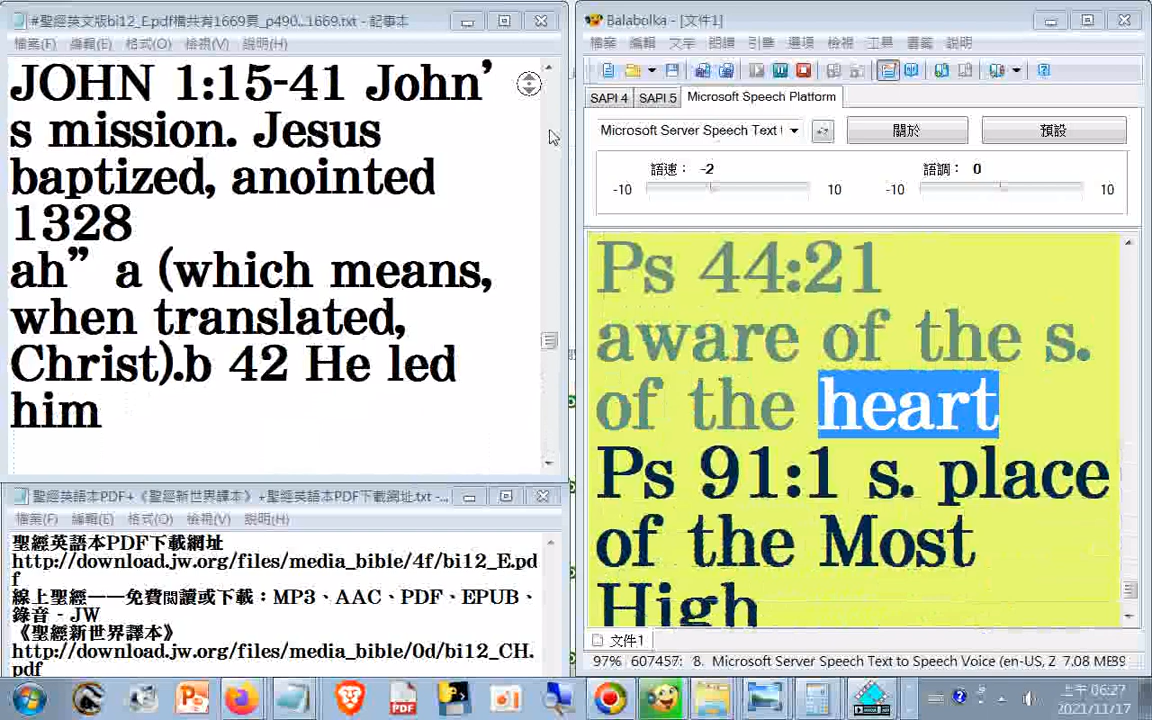 #聖經英文版bi12_E.pdf橫共有1669頁_p490...1669.txt - 記事本
檔案(F) 編輯(E) 格式(O) 檢視(V) 說明(H)
JOHN 1:15-41 John’
s mission. Jesus
baptized, anointed
1328
ah” a (which means,
when translated,
Christ).b 42 He led
him
聖經英語本PDF+《聖經新世界譯本》+聖經英語本PDF下載網址.txt - ...
檔案(F) 編輯(E) 格式(O) 檢視(V) 說明(H)
聖經英語本PDF下載網址
http://download.jw.org/files/media_bible/4f/bi12_E.pd
f
線上聖經——免費閱讀或下載：MP3、AAC、PDF、EPUB、
錄音 - JW
《聖經新世界譯本》
http://download.jw.org/files/media_bible/0d/bi12_CH.
pdf
Balabolka - [文件1]
檔案 編輯 文字 朗讀 引擎 選項 檢視 工具 書籤 說明
SAPI 4 SAPI 5 Microsoft Speech Platform
Microsoft Server Speech Text 關於 預設
語速： -2 語調： 0
-10 10 -10 10
Ps 44:21
aware of the s.
of the heart
Ps 91:1 s. place
of the Most
High
文件1
97% 607457: 8. Microsoft Server Speech Text to Speech Voice (en-US, Z 7.08 MB
上午 06:27
2021/11/17